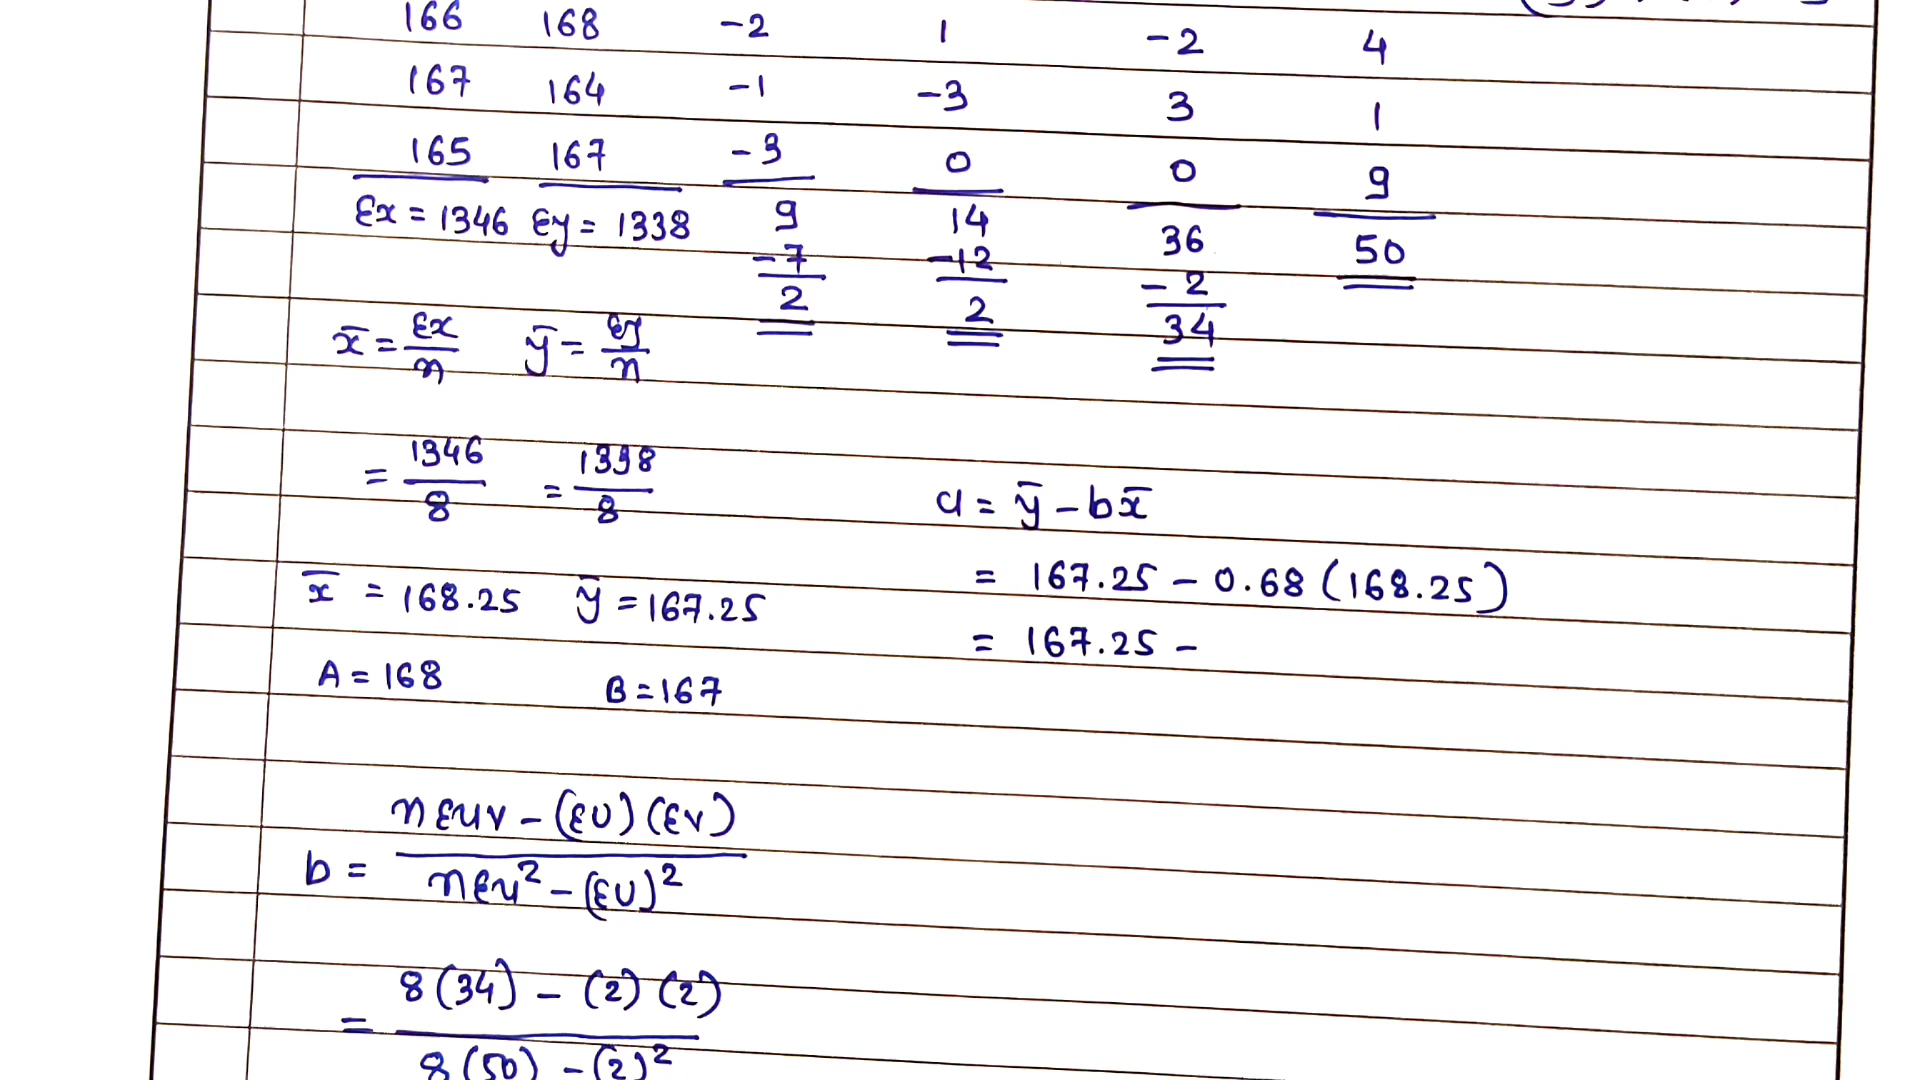 166 168 -2 1 -2 4
167 164 -1 -3 3 1
165 167 -3 0 0 9
Σx = 1346 Σy = 1338 9 14 36 50
-7 -12 -2
2 2 34
x̄ = Σx/n ȳ = Σy/n
= 1346/8 = 1338/8
x̄ = 168.25 ȳ = 167.25
A = 168 B = 167
a = ȳ - bx̄
= 167.25 - 0.68 (168.25)
= 167.25 -
b = nΣuv - (Σu) (Σv) / nΣu² - (Σu)²
= 8 (34) - (2) (2) / 8 (50) - (2)²